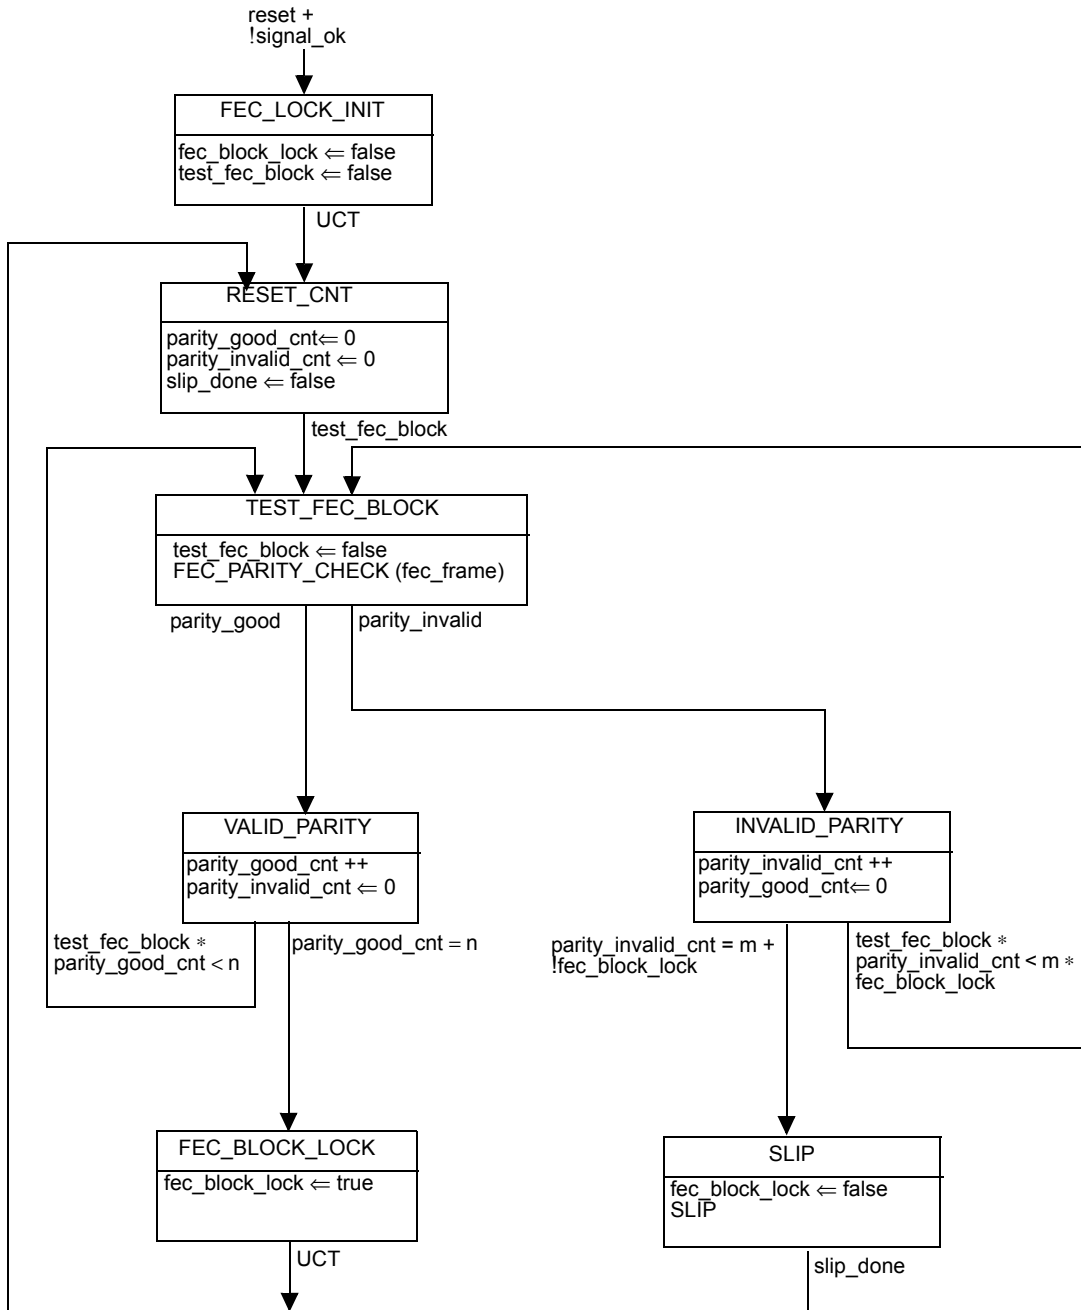 reset +
!signal_ok
FEC_LOCK_INIT
fec_block_lock ⇐ false
test_fec_block ⇐ false
UCT
RESET_CNT
parity_good_cnt⇐ 0
parity_invalid_cnt ⇐ 0
slip_done ⇐ false
test_fec_block
TEST_FEC_BLOCK
test_fec_block ⇐ false
FEC_PARITY_CHECK (fec_frame)
parity_good
parity_invalid
VALID_PARITY
parity_good_cnt ++
parity_invalid_cnt ⇐ 0
INVALID_PARITY
parity_invalid_cnt ++
parity_good_cnt⇐ 0
test_fec_block *
parity_good_cnt < n
parity_good_cnt = n
parity_invalid_cnt = m +
!fec_block_lock
test_fec_block *
parity_invalid_cnt < m *
fec_block_lock
FEC_BLOCK_LOCK
fec_block_lock ⇐ true
SLIP
fec_block_lock ⇐ false
SLIP
UCT
slip_done